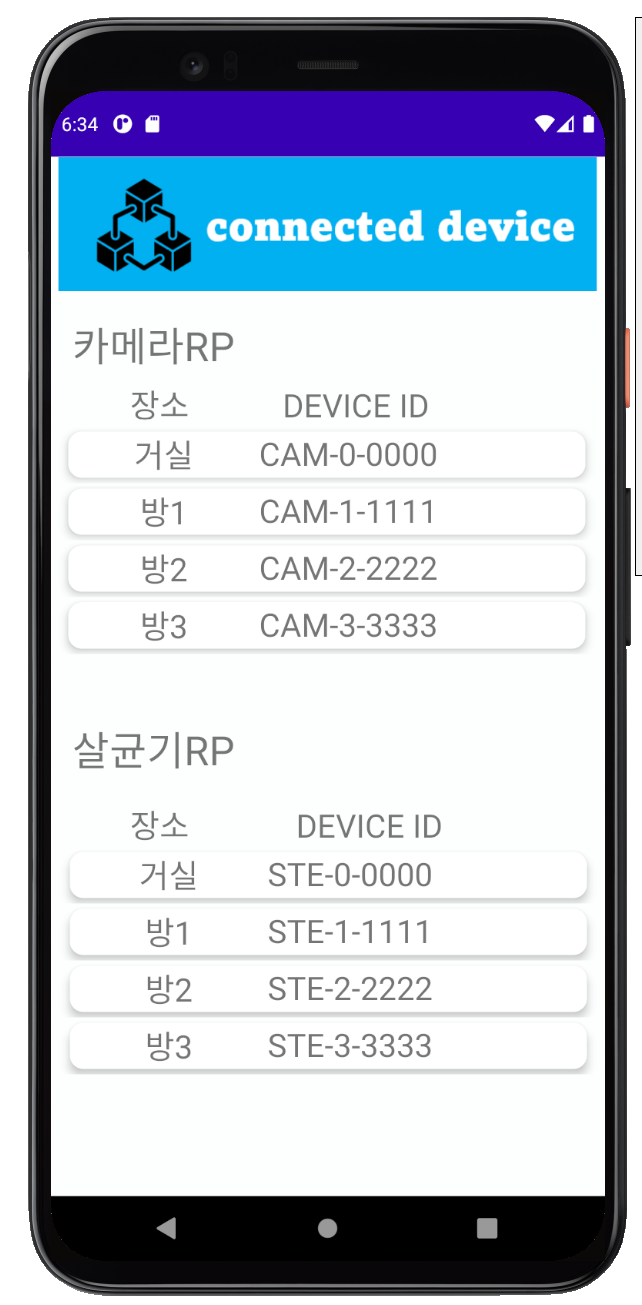 6:34
connected device
카메라RP
장소 DEVICE ID
거실 CAM-0-0000
방1 CAM-1-1111
방2 CAM-2-2222
방3 CAM-3-3333
살균기RP
장소 DEVICE ID
거실 STE-0-0000
방1 STE-1-1111
방2 STE-2-2222
방3 STE-3-3333